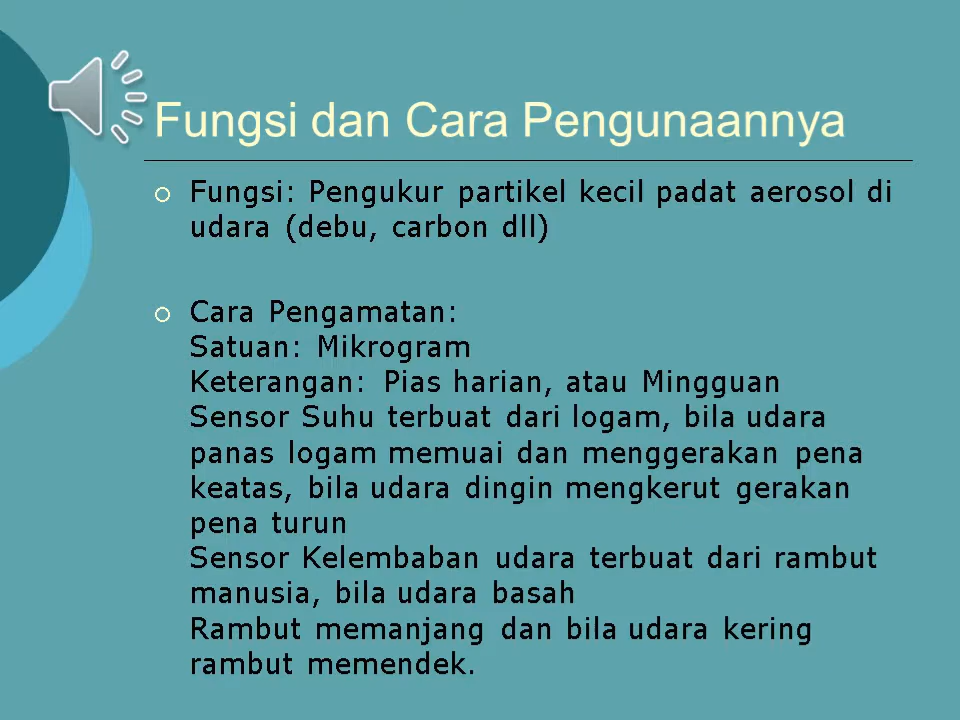 Fungsi dan Cara Pengunaannya
Fungsi: Pengukur partikel kecil padat aerosol di
udara (debu, carbon dll)
Cara Pengamatan:
Satuan: Mikrogram
Keterangan: Pias harian, atau Mingguan
Sensor Suhu terbuat dari logam, bila udara
panas logam memuai dan menggerakan pena
keatas, bila udara dingin mengkerut gerakan
pena turun
Sensor Kelembaban udara terbuat dari rambut
manusia, bila udara basah
Rambut memanjang dan bila udara kering
rambut memendek.